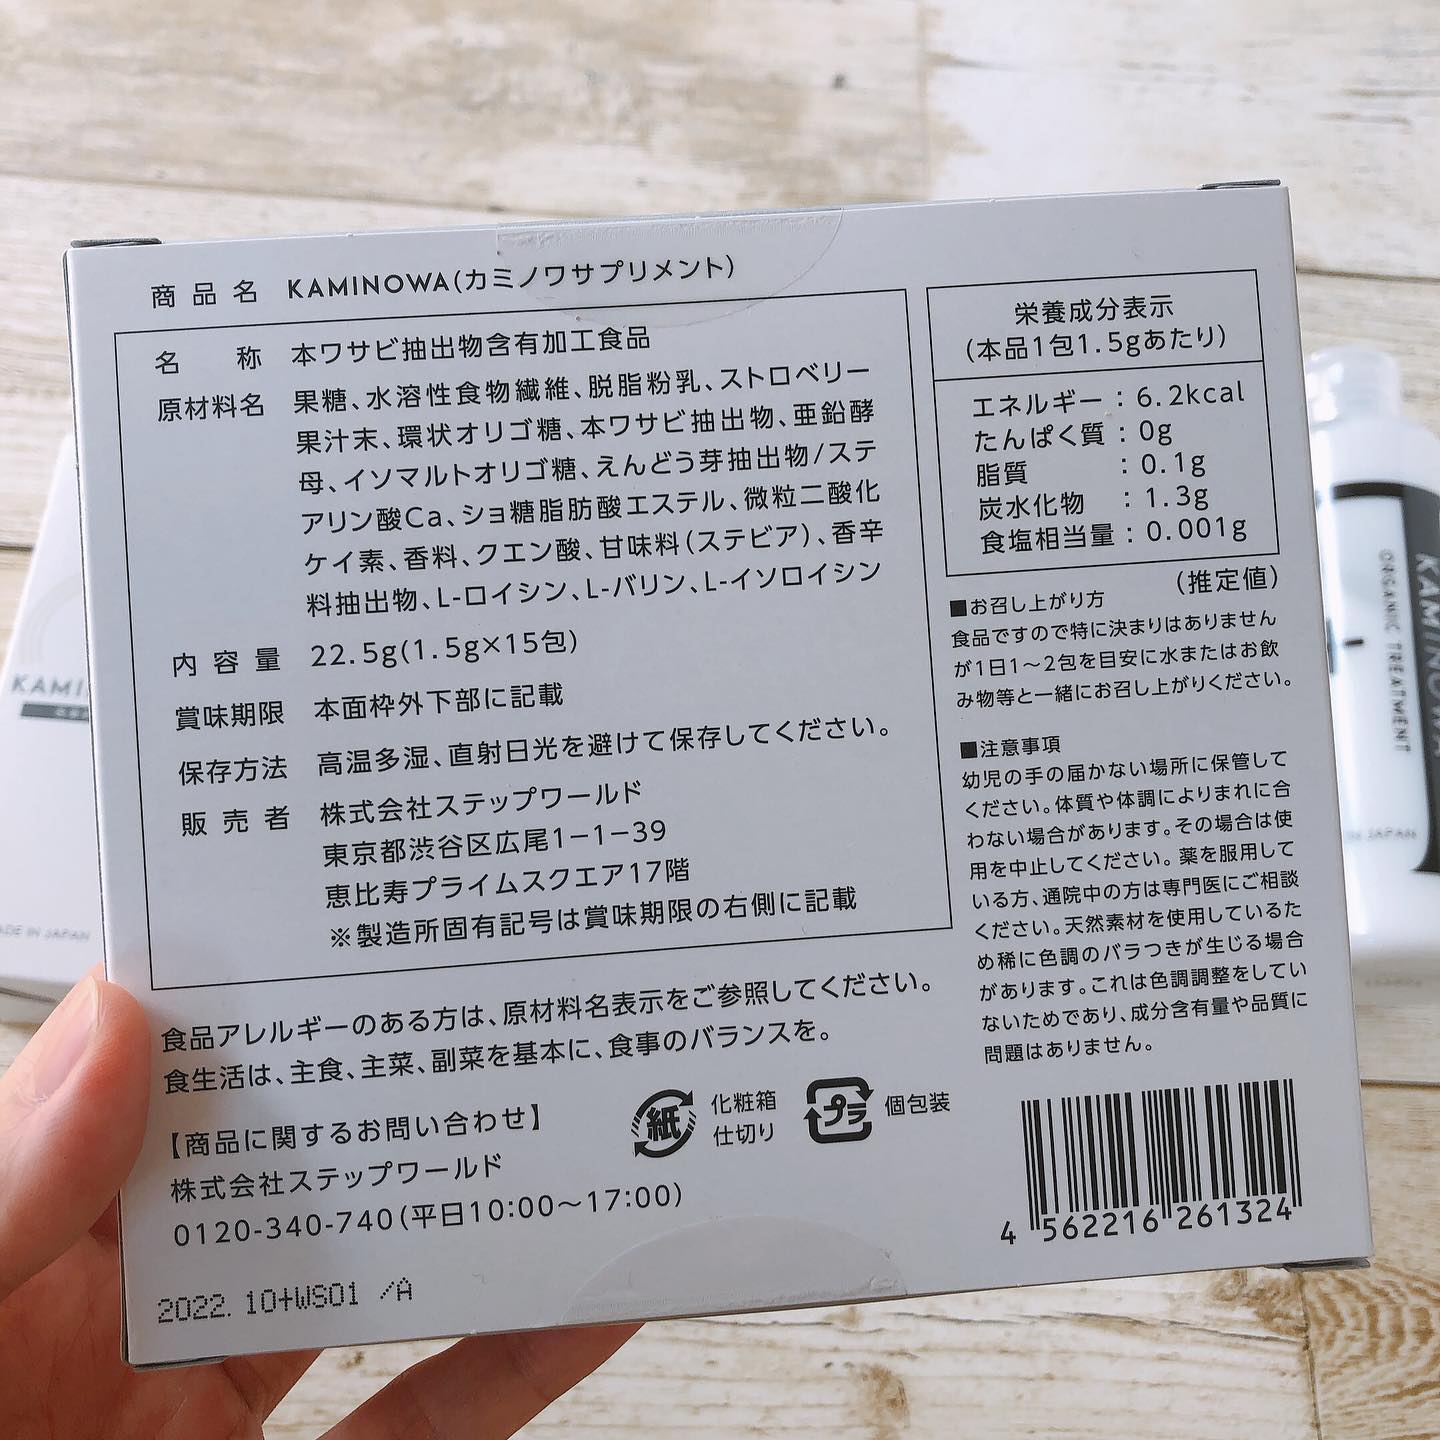 商品名 KAMINOWA(カミノワサプリメント)
名称 本ワサビ抽出物含有加工食品
原材料名 果糖、水溶性食物繊維、脱脂粉乳、ストロベリー
果汁末、環状オリゴ糖、本ワサビ抽出物、亜鉛酵
母、イソマルトオリゴ糖、えんどう芽抽出物/ステ
アリン酸Ca、ショ糖脂肪酸エステル、微粒二酸化
ケイ素、香料、クエン酸、甘味料(ステビア)、香辛
料抽出物、L-ロイシン、L-バリン、L-イソロイシン
内容量 22.5g(1.5g×15包)
賞味期限 本面枠外下部に記載
保存方法 高温多湿、直射日光を避けて保存してください。
販売者 株式会社ステップワールド
東京都渋谷区広尾1-1-39
恵比寿プライムスクエア17階
※製造所固有記号は賞味期限の右側に記載
栄養成分表示
(本品1包1.5gあたり)
エネルギー:6.2kcal
たんぱく質:0g
脂質:0.1g
炭水化物:1.3g
食塩相当量:0.001g
(推定値)
■お召し上がり方
食品ですので特に決まりはありません
が1日1〜2包を目安に水またはお飲
み物等と一緒にお召し上がりください。
■注意事項
幼児の手の届かない場所に保管して
ください。体質や体調によりまれに合
わない場合があります。その場合は使
用を中止してください。薬を服用して
いる方、通院中の方は専門医にご相談
ください。天然素材を使用しているた
め稀に色調のバラつきが生じる場合
があります。これは色調調整をしてい
ないためであり、成分含有量や品質に
問題はありません。
食品アレルギーのある方は、原材料名表示をご参照してください。
食生活は、主食、主菜、副菜を基本に、食事のバランスを。
【商品に関するお問い合わせ】
株式会社ステップワールド
0120-340-740(平日10:00〜17:00)
紙 化粧箱
仕切り
プラ 個包装
4 562216 261324
2022.10+WS01 /A
KAMI
MADE IN JAPAN
KAMINOWA
ORGANIC TREATMENT
IN JAPAN